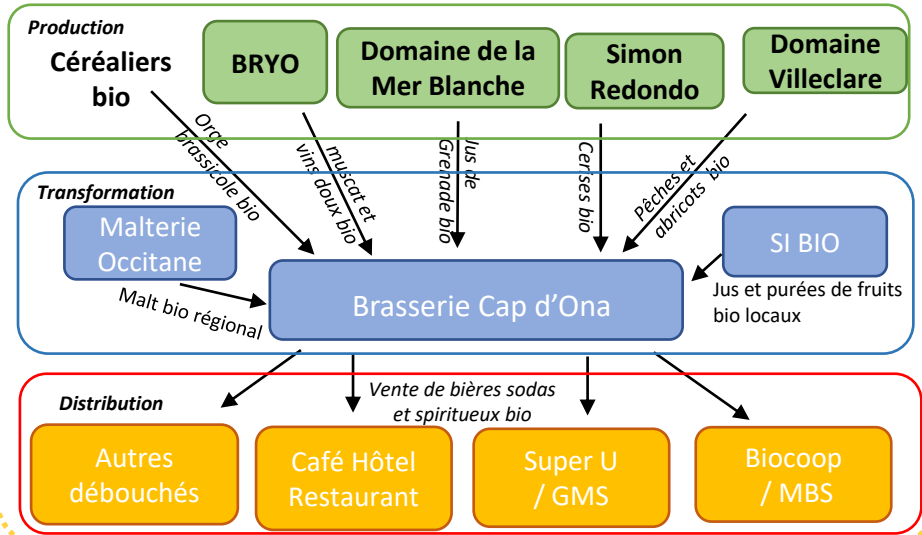 Production
Céréaliers
bio
BRYO
Domaine de la
Mer Blanche
Simon
Redondo
Domaine
Villeclare
Orge
brassicole bio
muscat et
vins doux bio
Jus de
Grenade bio
Cerises bio
Pêches et
abricots bio
Transformation
Malterie
Occitane
Malt bio régional
Brasserie Cap d’Ona
SI BIO
Jus et purées de fruits
bio locaux
Vente de bières sodas
et spiritueux bio
Distribution
Autres
débouchés
Café Hôtel
Restaurant
Super U
/ GMS
Biocoop
/ MBS